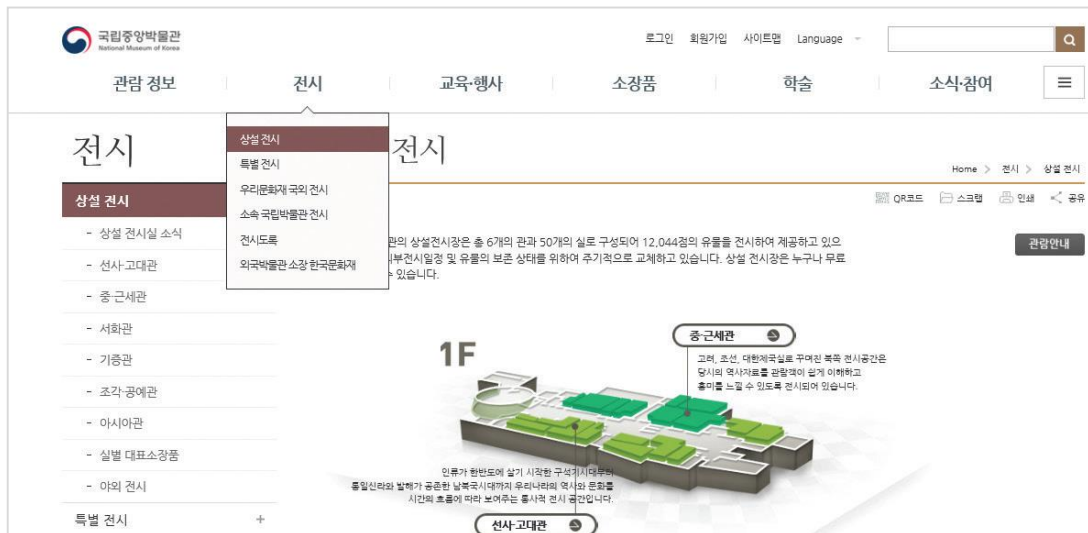 국립중앙박물관
National Museum of Korea
로그인 회원가입 사이트맵 Language
관람 정보 전시 교육·행사 소장품 학술 소식·참여
상설 전시
특별 전시
우리문화재 국외 전시
소속 국립박물관 전시
전시도록
외국박물관 소장 한국문화재
전시
전시
Home > 전시 > 상설 전시
QR코드 스크랩 인쇄 공유
상설 전시
- 상설 전시실 소식
- 선사·고대관
- 중·근세관
- 서화관
- 기증관
- 조각·공예관
- 아시아관
- 실별 대표소장품
- 야외 전시
특별 전시 +
관의 상설전시장은 총 6개의 관과 50개의 실로 구성되어 12,044점의 유물을 전시하여 제공하고 있으
부전시일정 및 유물의 보존 상태를 위하여 주기적으로 교체하고 있습니다. 상설 전시장은 누구나 무료
있습니다.
관람안내
1F
중·근세관
고려, 조선, 대한제국실로 꾸며진 북쪽 전시공간은
당시의 역사자료를 관람객이 쉽게 이해하고
흥미를 느낄 수 있도록 전시되어 있습니다.
인류가 한반도에 살기 시작한 구석기시대부터
통일신라와 발해가 공존한 남북국시대까지 우리나라의 역사와 문화를
시간의 흐름에 따라 보여주는 통사적 전시 공간입니다.
선사·고대관